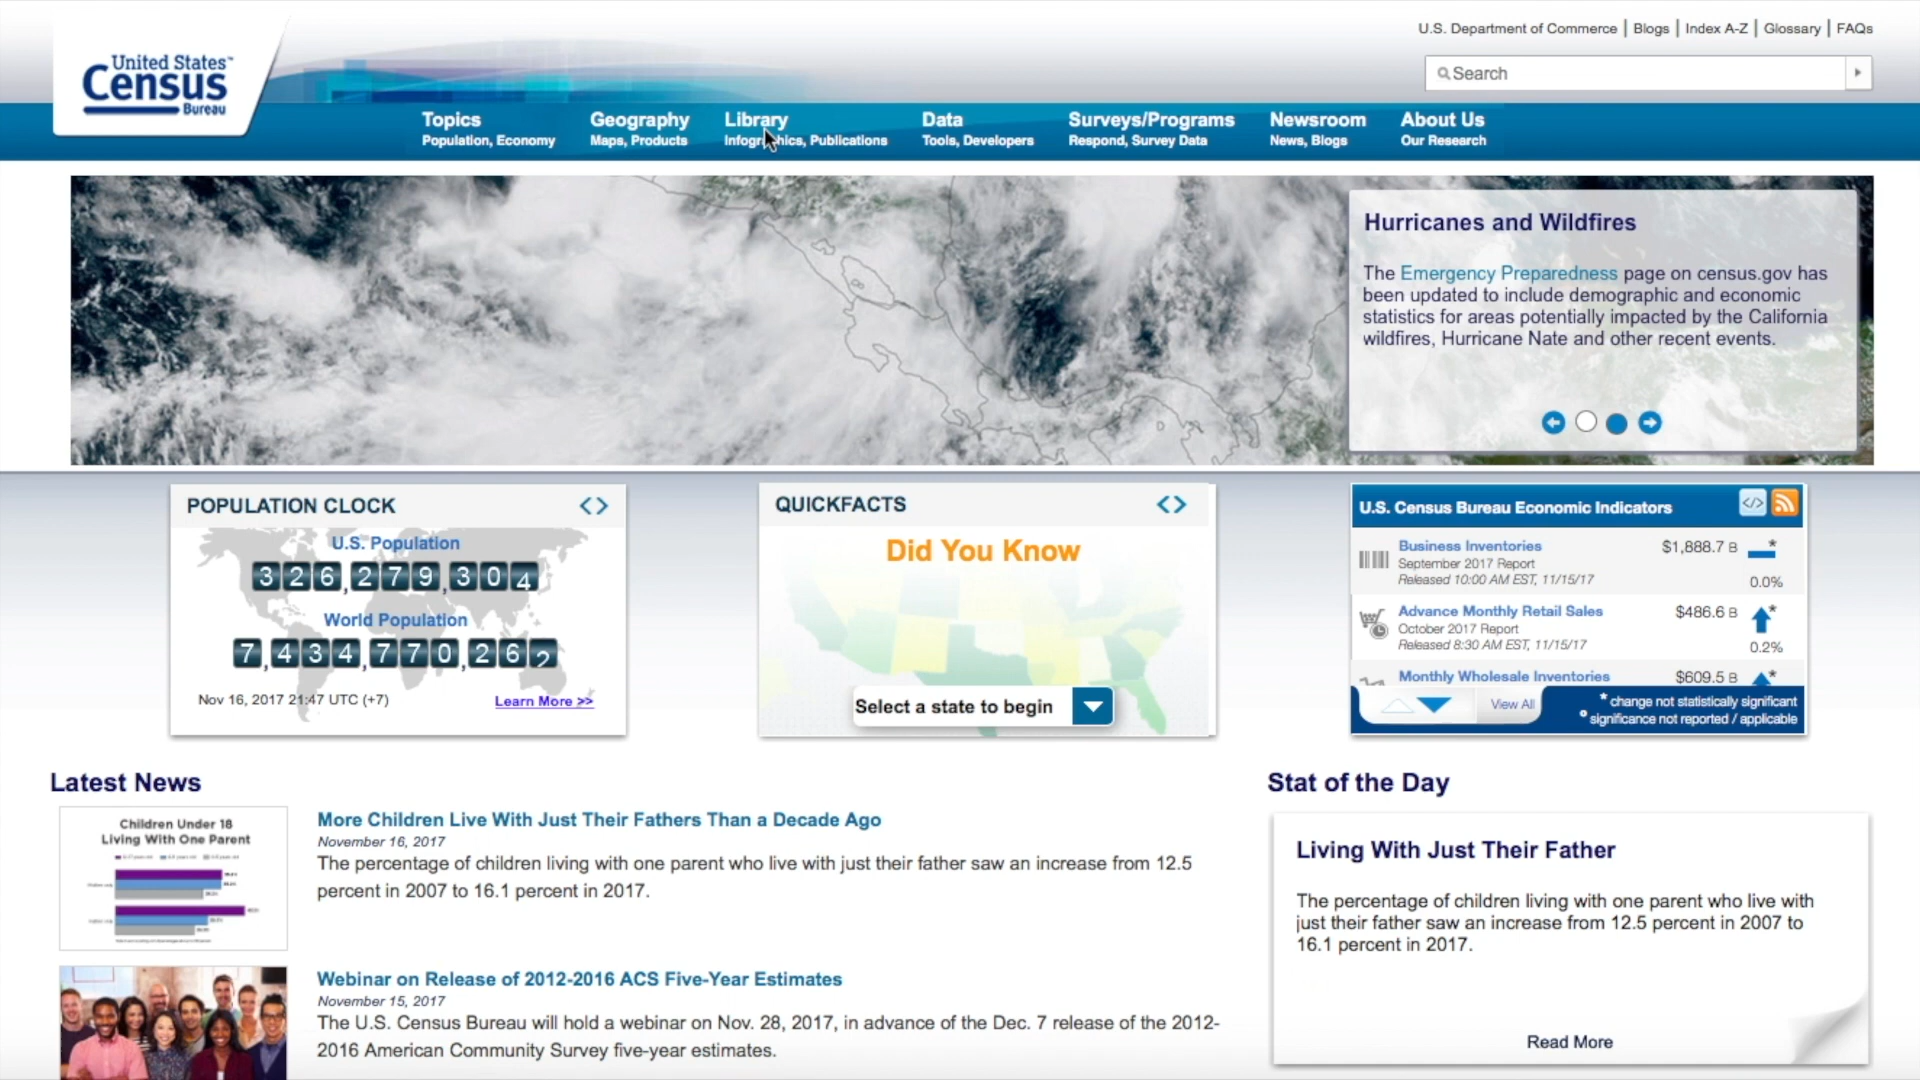 U.S. Department of Commerce | Blogs | Index A-Z | Glossary | FAQs
United States™
Census
Bureau
Search
Topics
Population, Economy
Geography
Maps, Products
Library
Infographics, Publications
Data
Tools, Developers
Surveys/Programs
Respond, Survey Data
Newsroom
News, Blogs
About Us
Our Research
Hurricanes and Wildfires
The Emergency Preparedness page on census.gov has
been updated to include demographic and economic
statistics for areas potentially impacted by the California
wildfires, Hurricane Nate and other recent events.
POPULATION CLOCK
<>
U.S. Population
326,279,304
World Population
7,434,770,262
Nov 16, 2017 21:47 UTC (+7)
Learn More >>
QUICKFACTS
<>
Did You Know
Select a state to begin
U.S. Census Bureau Economic Indicators
</>
Business Inventories
September 2017 Report
Released 10:00 AM EST, 11/15/17
$1,888.7 B
*
0.0%
Advance Monthly Retail Sales
October 2017 Report
Released 8:30 AM EST, 11/15/17
$486.6 B
*
0.2%
Monthly Wholesale Inventories
$609.5 B
*
View All
* change not statistically significant
° significance not reported / applicable
Latest News
Children Under 18
Living With One Parent
More Children Live With Just Their Fathers Than a Decade Ago
November 16, 2017
The percentage of children living with one parent who live with just their father saw an increase from 12.5
percent in 2007 to 16.1 percent in 2017.
Webinar on Release of 2012-2016 ACS Five-Year Estimates
November 15, 2017
The U.S. Census Bureau will hold a webinar on Nov. 28, 2017, in advance of the Dec. 7 release of the 2012-
2016 American Community Survey five-year estimates.
Stat of the Day
Living With Just Their Father
The percentage of children living with one parent who live with
just their father saw an increase from 12.5 percent in 2007 to
16.1 percent in 2017.
Read More